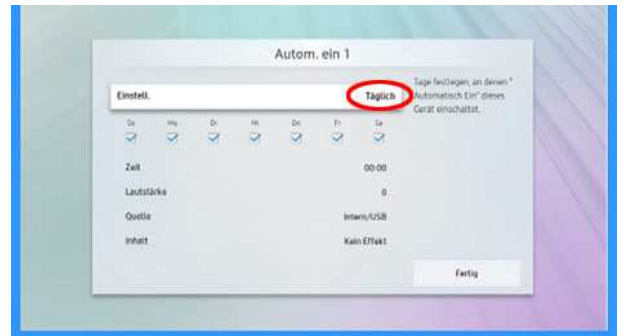 Autom. ein 1
Einstell. Täglich
Tage festlegen, an denen "
Automatisch Ein" dieses
Gerät einschaltet.
So Mo Di Mi Do Fr Sa
Zeit 00:00
Lautstärke 0
Quelle Intern/USB
Inhalt Kein Effekt
Fertig